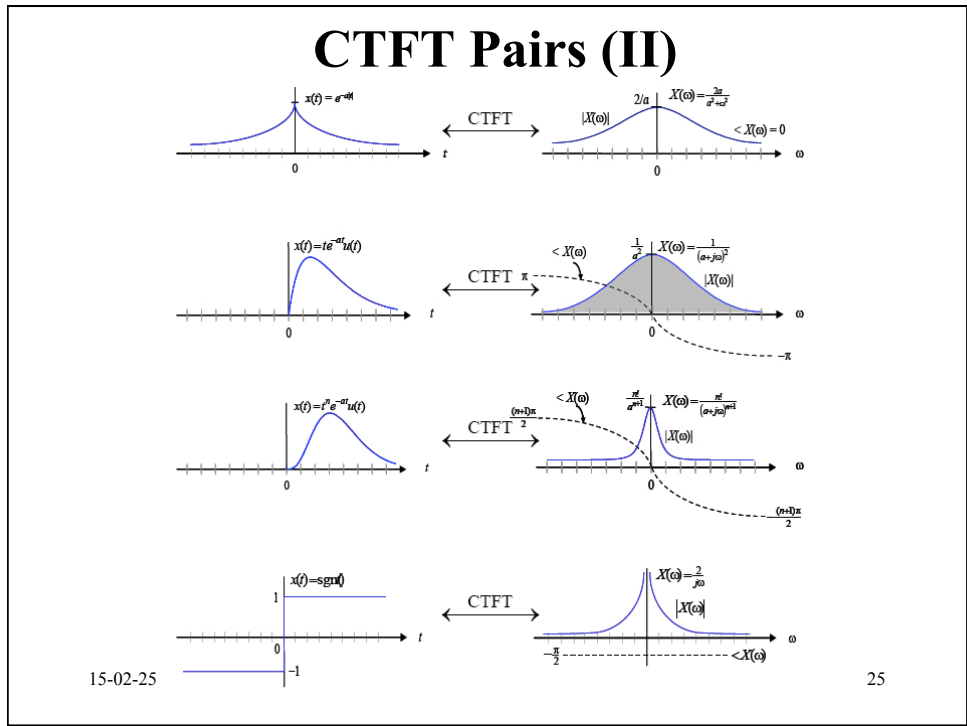 CTFT Pairs (II)
x(t) = e^{-a|t|}
CTFT
2/a
X(ω) = 2a/(a²+ω²)
|X(ω)|
< X(ω) = 0
t
ω
0
0
x(t)=te^{-at}u(t)
CTFT
π
< X(ω)
1/a²
X(ω)=1/(a+jω)²
|X(ω)|
t
ω
0
0
−π
x(t)=t^n e^{-at}u(t)
CTFT
(n+1)π/2
< X(ω)
n!/a^{n+1}
X(ω)=n!/(a+jω)^{n+1}
|X(ω)|
t
ω
0
0
−(n+1)π/2
x(t)=sgn(t)
1
CTFT
X(ω)=2/jω
|X(ω)|
t
ω
0
−π/2
<X(ω)
−1
15-02-25
25